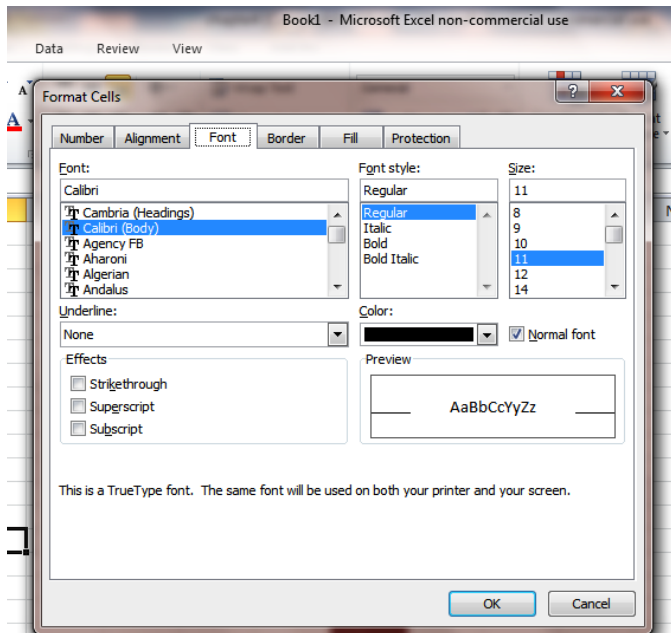 Book1 - Microsoft Excel non-commercial use
Data Review View
A
A
Format Cells
Number Alignment Font Border Fill Protection
Font: Font style: Size:
Calibri Regular 11
Cambria (Headings) Regular 8
Calibri (Body) Italic 9
Agency FB Bold 10
Aharoni Bold Italic 11
Algerian 12
Andalus 14
Underline: Color:
None Normal font
Effects Preview
Strikethrough
Superscript AaBbCcYyZz
Subscript
This is a TrueType font. The same font will be used on both your printer and your screen.
OK Cancel